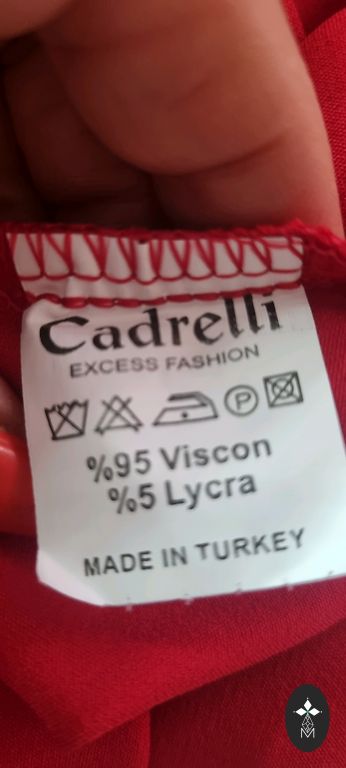 Cadrelli
EXCESS FASHION
P
%95 Viscon
%5 Lycra
MADE IN TURKEY
M